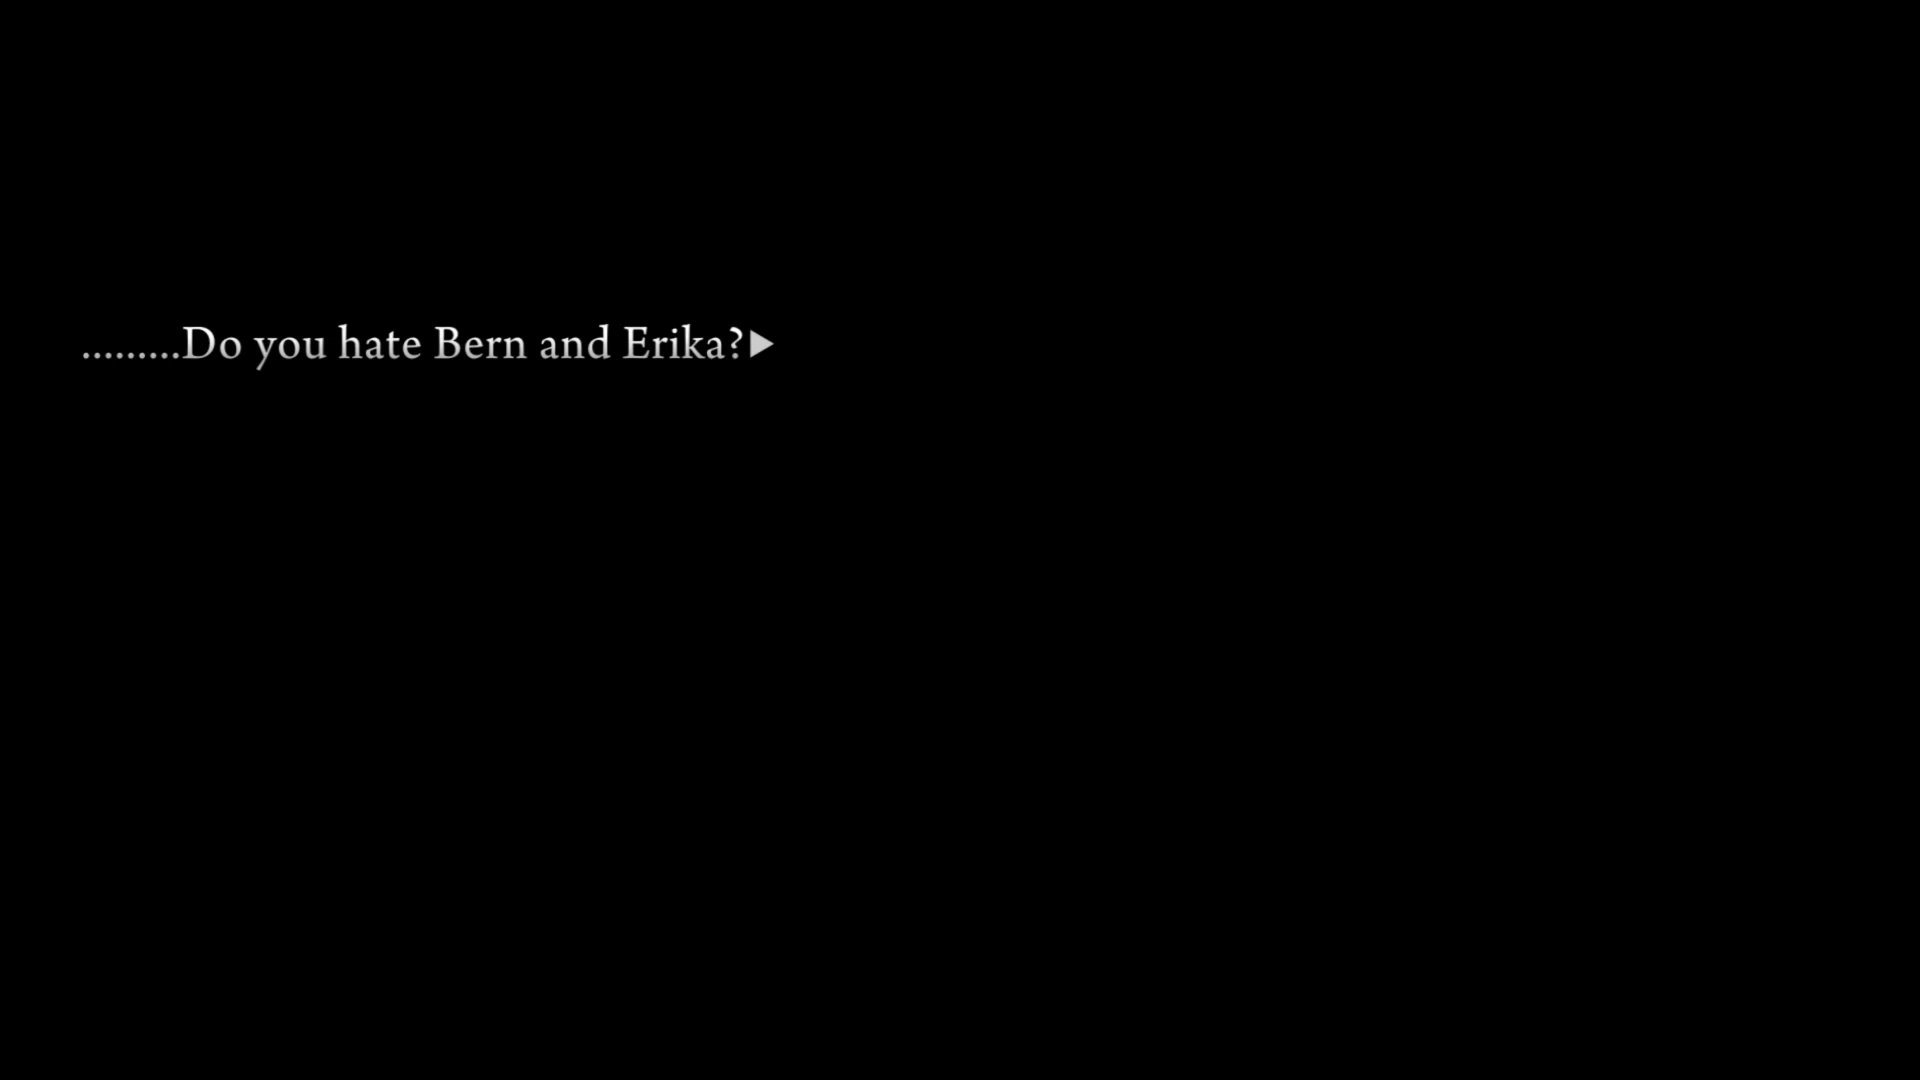 .........Do you hate Bern and Erika?